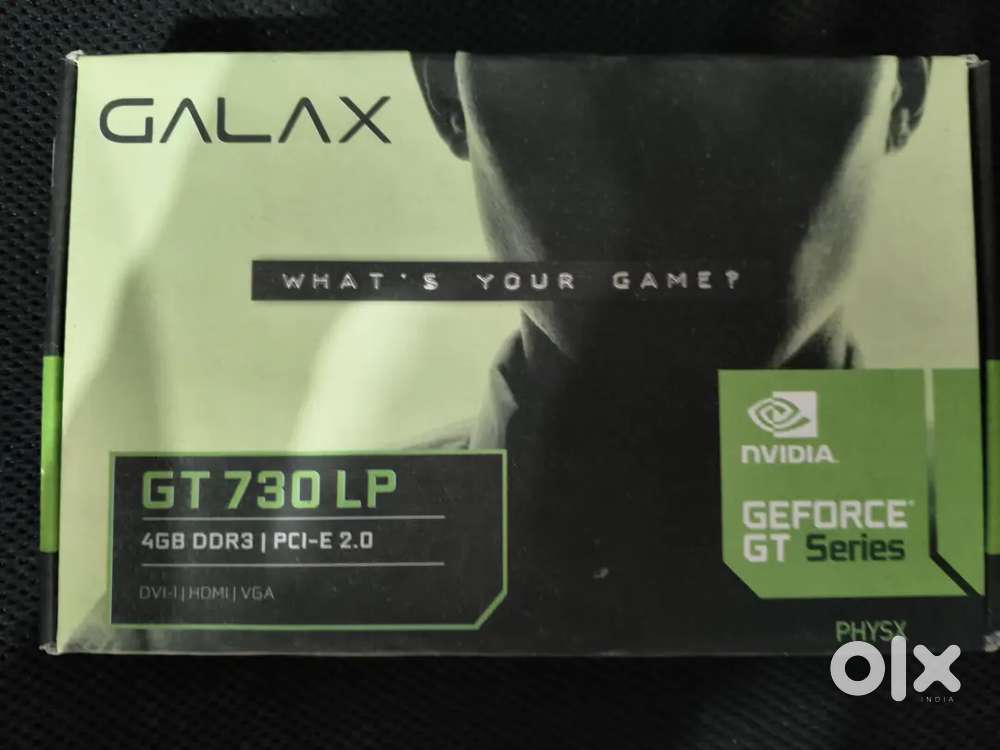 GALAX
WHAT'S YOUR GAME?
GT 730 LP
4GB DDR3 | PCI-E 2.0
DVI-I | HDMI | VGA
NVIDIA.
GEFORCE®
GT Series
PHYSX
olx
INDIA